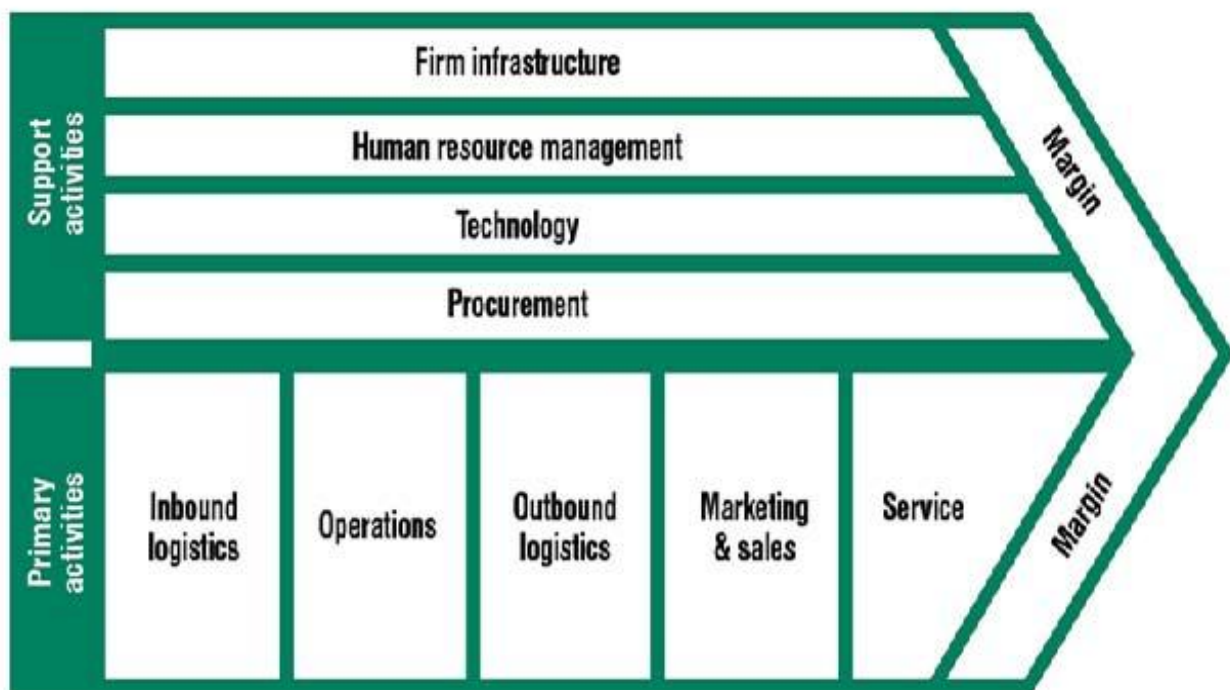 Support
activities
Firm infrastructure
Human resource management
Technology
Procurement
Margin
Primary
activities
Inbound
logistics
Operations
Outbound
logistics
Marketing
& sales
Service
Margin